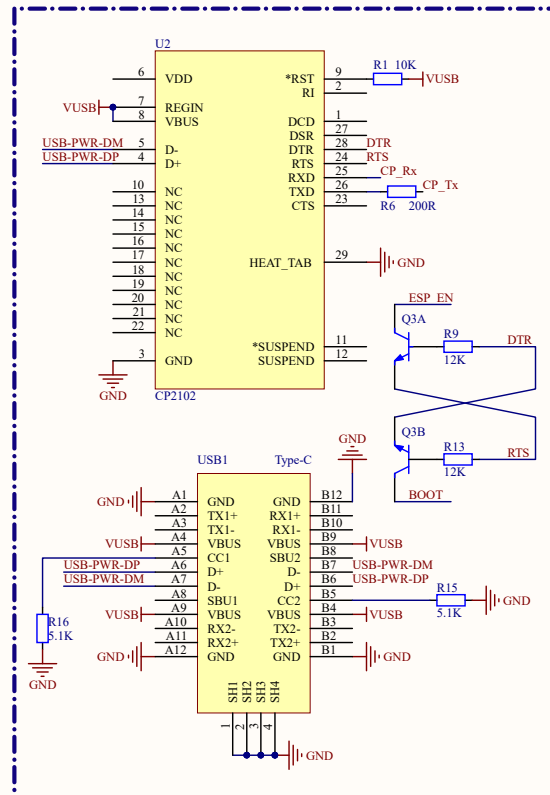 U2
6 VDD *RST 9 R1 10K VUSB
RI 2
VUSB 7 REGIN
8 VBUS DCD 1
DSR 27
USB-PWR-DM 5 D- DTR 28 DTR
USB-PWR-DP 4 D+ RTS 24 RTS
RXD 25 CP_Rx
10 NC TXD 26 CP_Tx
13 NC CTS 23 R6 200R
14 NC
15 NC
16 NC
17 NC HEAT_TAB 29 GND
18 NC
19 NC
20 NC
21 NC
22 NC
*SUSPEND 11
3 GND SUSPEND 12
GND
CP2102
ESP_EN
Q3A
R9 DTR
12K
Q3B
R13 RTS
12K
BOOT
GND
USB1 Type-C
GND A1 GND GND B12
A2 TX1+ RX1+ B11
A3 TX1- RX1- B10
VUSB A4 VBUS VBUS B9 VUSB
A5 CC1 SBU2 B8
USB-PWR-DP A6 D+ D- B7 USB-PWR-DM
USB-PWR-DM A7 D- D+ B6 USB-PWR-DP
A8 SBU1 CC2 B5 R15 GND
5.1K
VUSB A9 VBUS VBUS B4 VUSB
R16
5.1K
A10 RX2- TX2- B3
A11 RX2+ TX2+ B2
GND A12 GND GND B1 GND
GND
SH1 SH2 SH3 SH4
1 2 3 4
GND